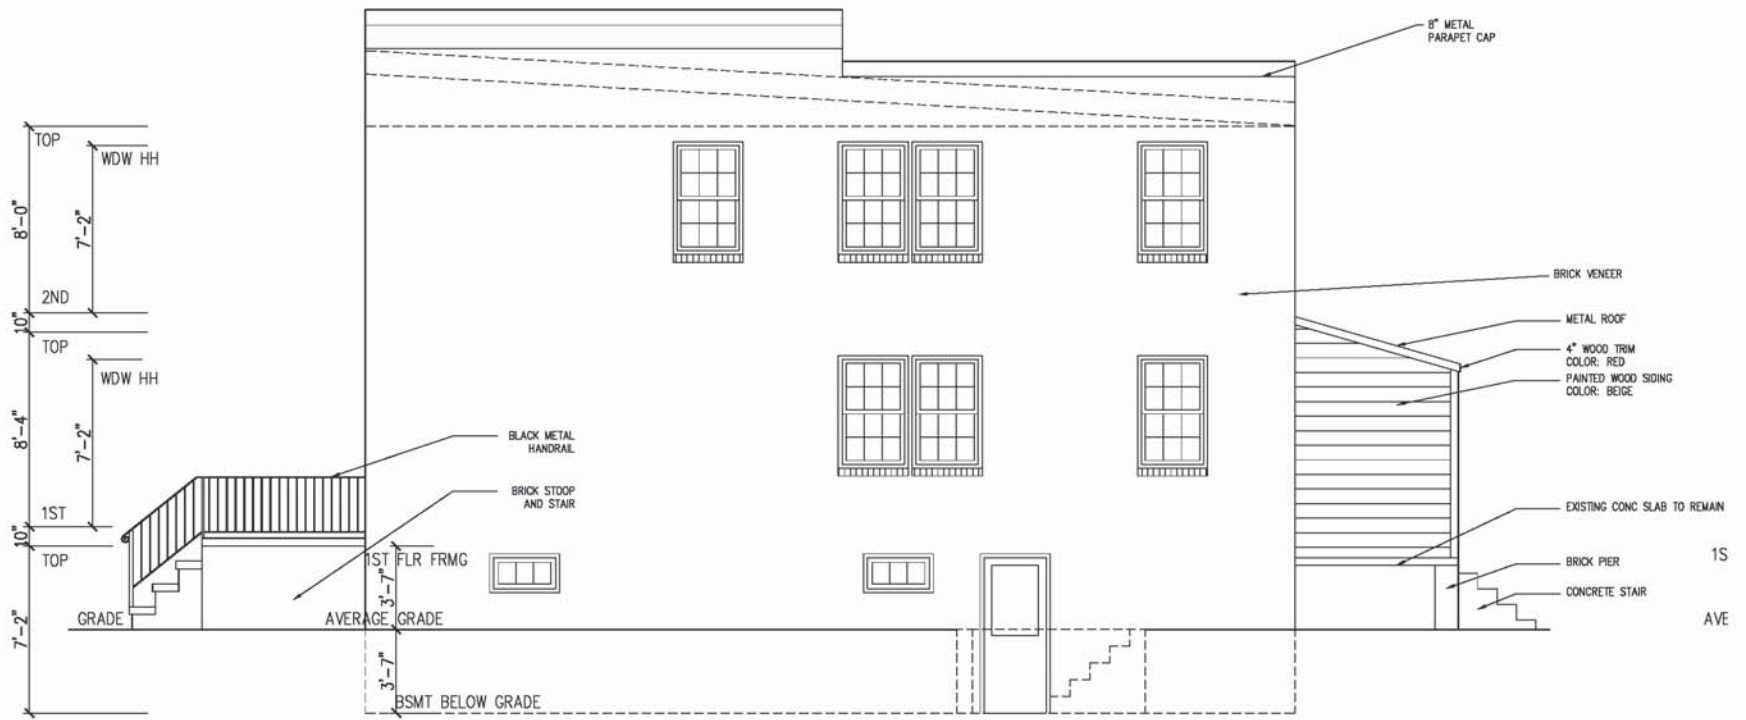 8" METAL
PARAPET CAP
TOP
WDW HH
8'-0"
7'-2"
2ND
10"
TOP
WDW HH
8'-4"
7'-2"
1ST
10"
TOP
GRADE
7'-2"
BLACK METAL
HANDRAIL
BRICK STOOP
AND STAIR
1ST FLR FRMG
3'-7"
AVERAGE GRADE
3'-7"
BSMT BELOW GRADE
BRICK VENEER
METAL ROOF
4" WOOD TRIM
COLOR: RED
PAINTED WOOD SIDING
COLOR: BEIGE
EXISTING CONC SLAB TO REMAIN
BRICK PIER
CONCRETE STAIR
1S
AVE